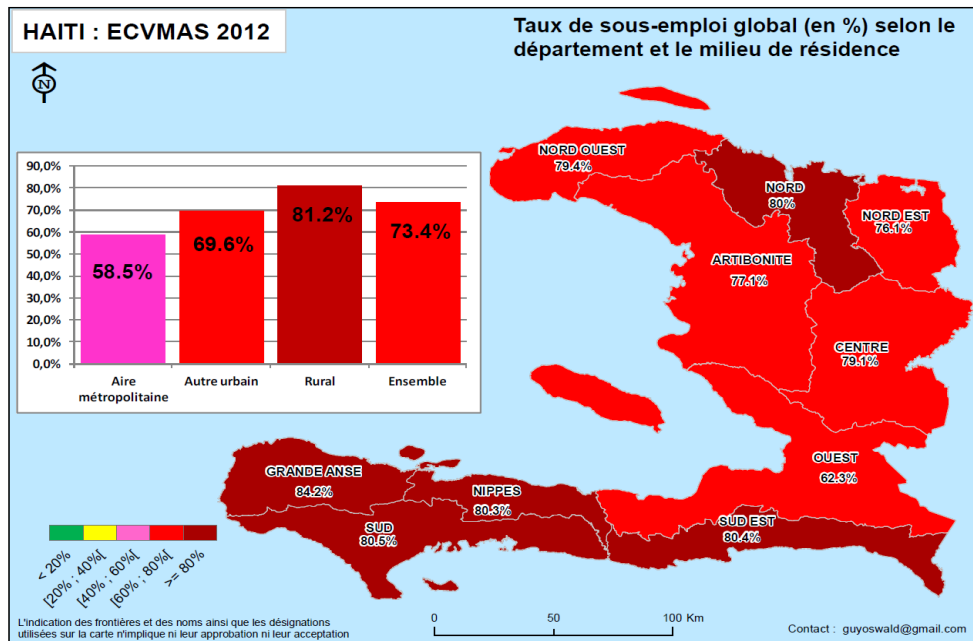 HAITI : ECVMAS 2012
Taux de sous-emploi global (en %) selon le
département et le milieu de résidence
N
90,0%
80,0%
70,0%
60,0%
50,0%
40,0%
30,0%
20,0%
10,0%
0,0%
58.5%
69.6%
81.2%
73.4%
Aire
métropolitaine
Autre urbain
Rural
Ensemble
NORD OUEST
79.4%
NORD
80%
NORD EST
76.1%
ARTIBONITE
77.1%
CENTRE
79.1%
OUEST
62.3%
GRANDE ANSE
84.2%
NIPPES
80.3%
SUD
80.5%
SUD EST
80.4%
< 20%
[20% ; 40%[
[40% ; 60%[
[60% ; 80%[
>= 80%
L'indication des frontières et des noms ainsi que les désignations
utilisées sur la carte n'implique ni leur approbation ni leur acceptation
0 50 100 Km
Contact : guyoswald@gmail.com